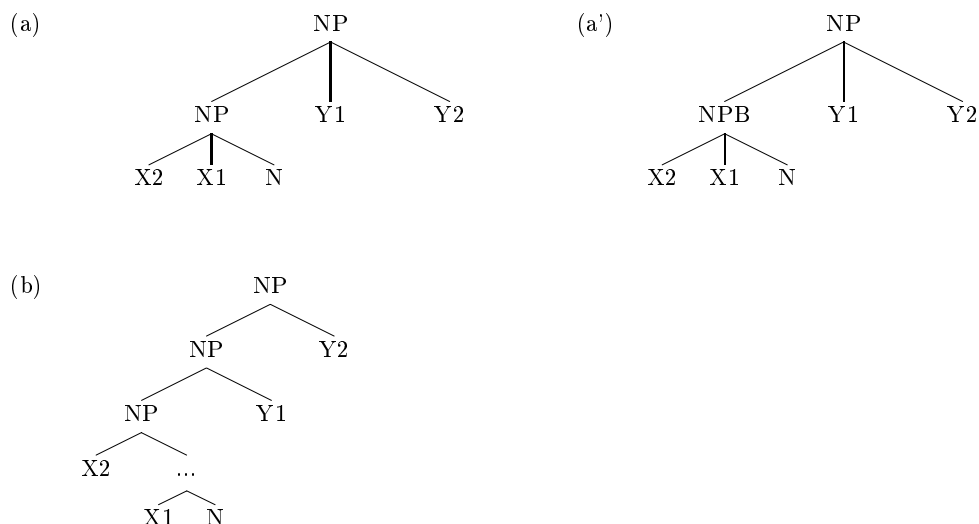 (a) NP (a') NP
NP Y1 Y2 NPB Y1 Y2
X2 X1 N X2 X1 N
(b) NP
NP Y2
NP Y1
X2 ...
X1 N